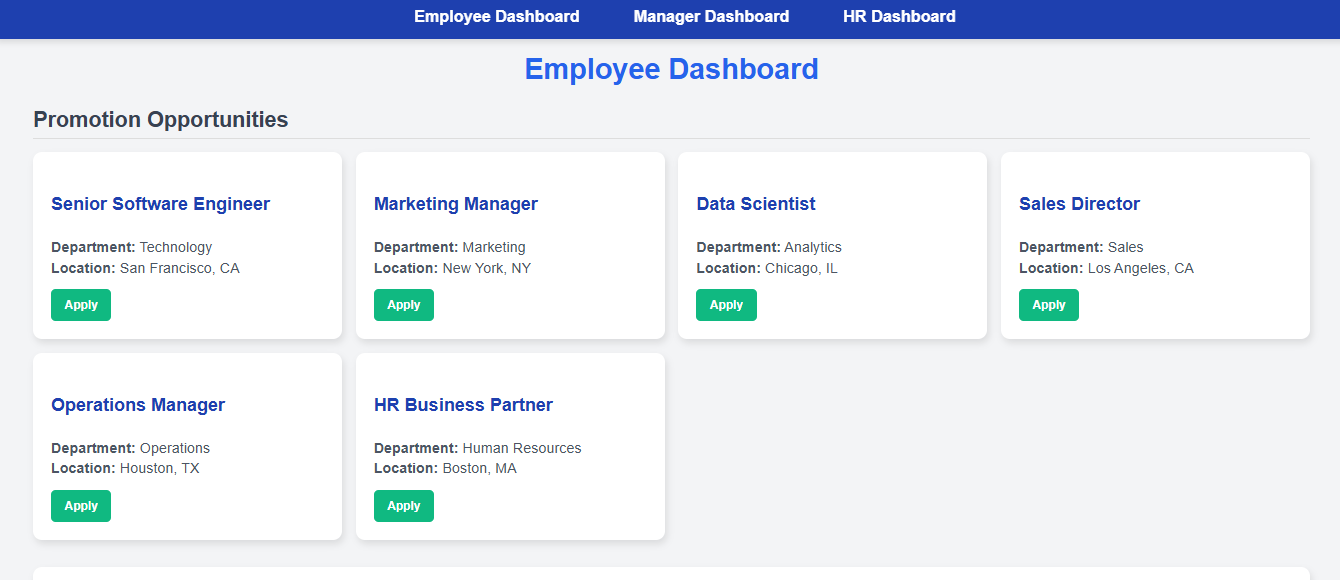 Employee Dashboard Manager Dashboard HR Dashboard
Employee Dashboard
Promotion Opportunities
Senior Software Engineer
Department: Technology
Location: San Francisco, CA
Apply
Marketing Manager
Department: Marketing
Location: New York, NY
Apply
Data Scientist
Department: Analytics
Location: Chicago, IL
Apply
Sales Director
Department: Sales
Location: Los Angeles, CA
Apply
Operations Manager
Department: Operations
Location: Houston, TX
Apply
HR Business Partner
Department: Human Resources
Location: Boston, MA
Apply